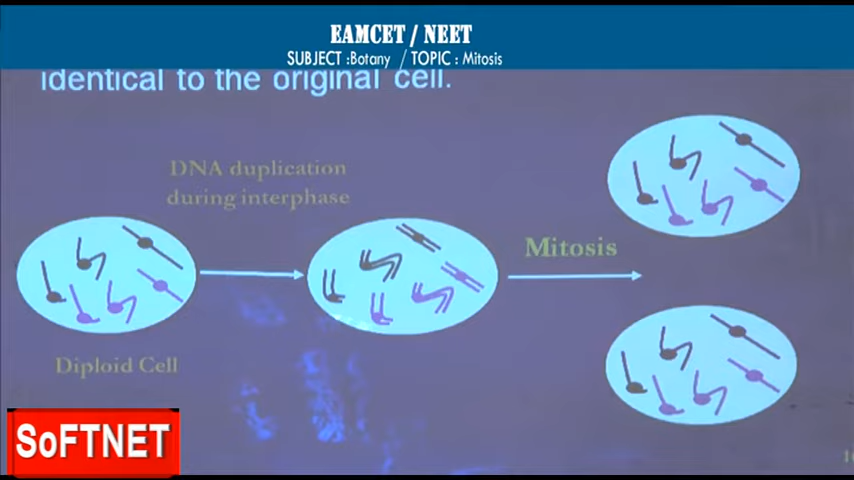 EAMCET / NEET
SUBJECT :Botany / TOPIC : Mitosis
identical to the original cell.
DNA duplication
during interphase
Mitosis
Diploid Cell
SoFTNET